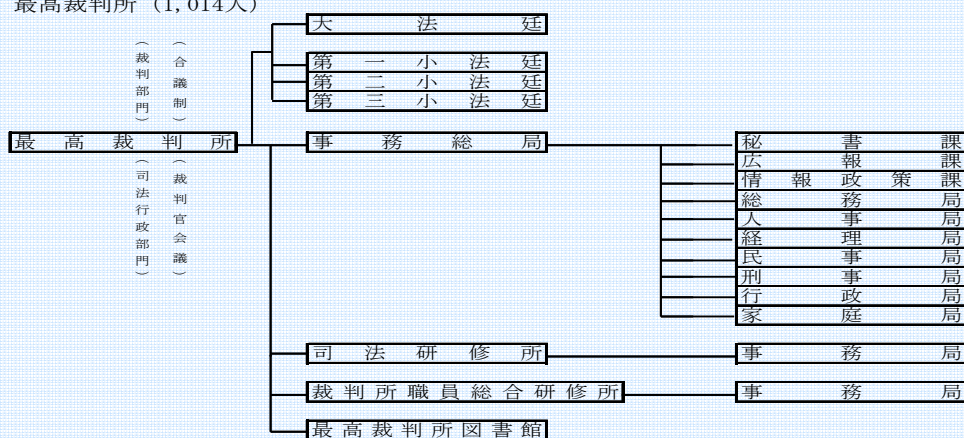 最高裁判所（1,014人）
大法廷
第一小法廷
第二小法廷
第三小法廷
（裁判部門）
（合議制）
最高裁判所
（司法行政部門）
（裁判官会議）
事務総局
秘書課
広報課
情報政策課
総務局
人事局
経理局
民事局
刑事局
行政局
家庭局
司法研修所
事務局
裁判所職員総合研修所
事務局
最高裁判所図書館